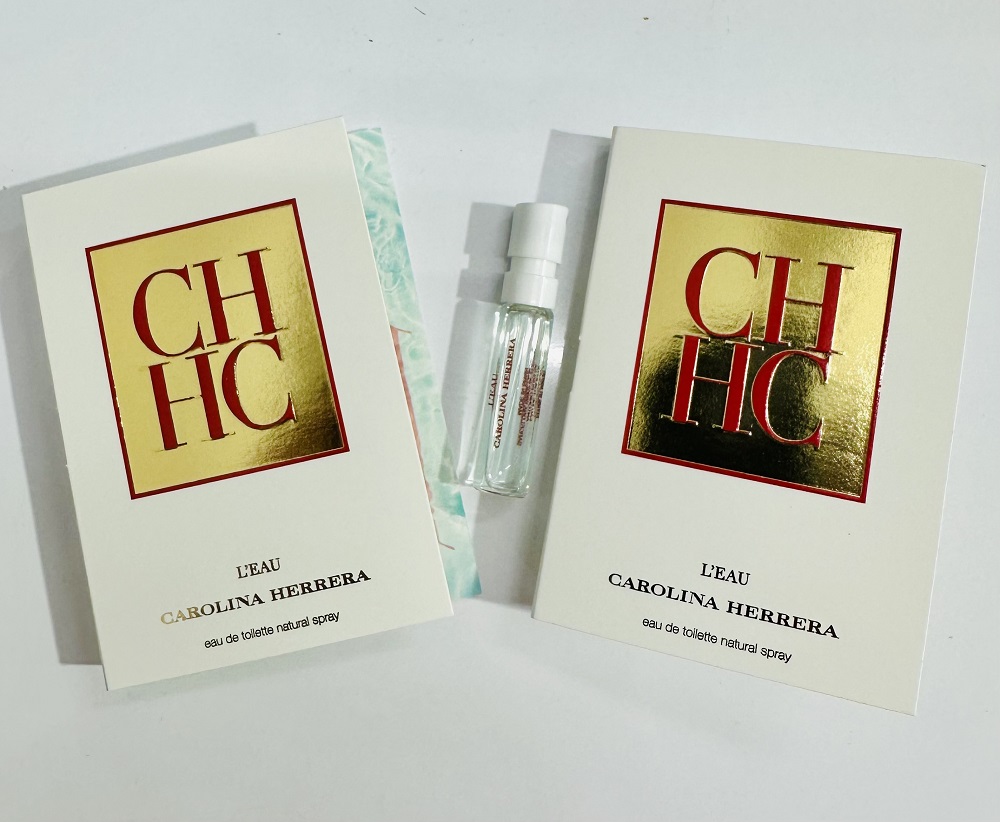 CH
HC
L'EAU
CAROLINA HERRERA
eau de toilette natural spray
L'EAU
CAROLINA HERRERA
CH
HC
L'EAU
CAROLINA HERRERA
eau de toilette natural spray